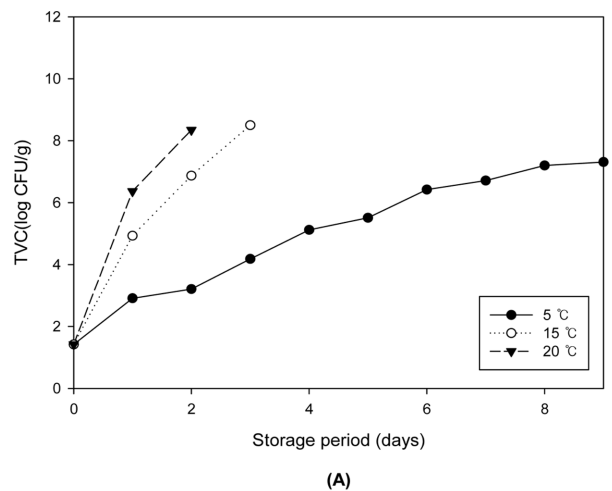 12
10
8
6
4
2
0
TVC(log CFU/g)
5 ℃
15 ℃
20 ℃
0 2 4 6 8
Storage period (days)
(A)